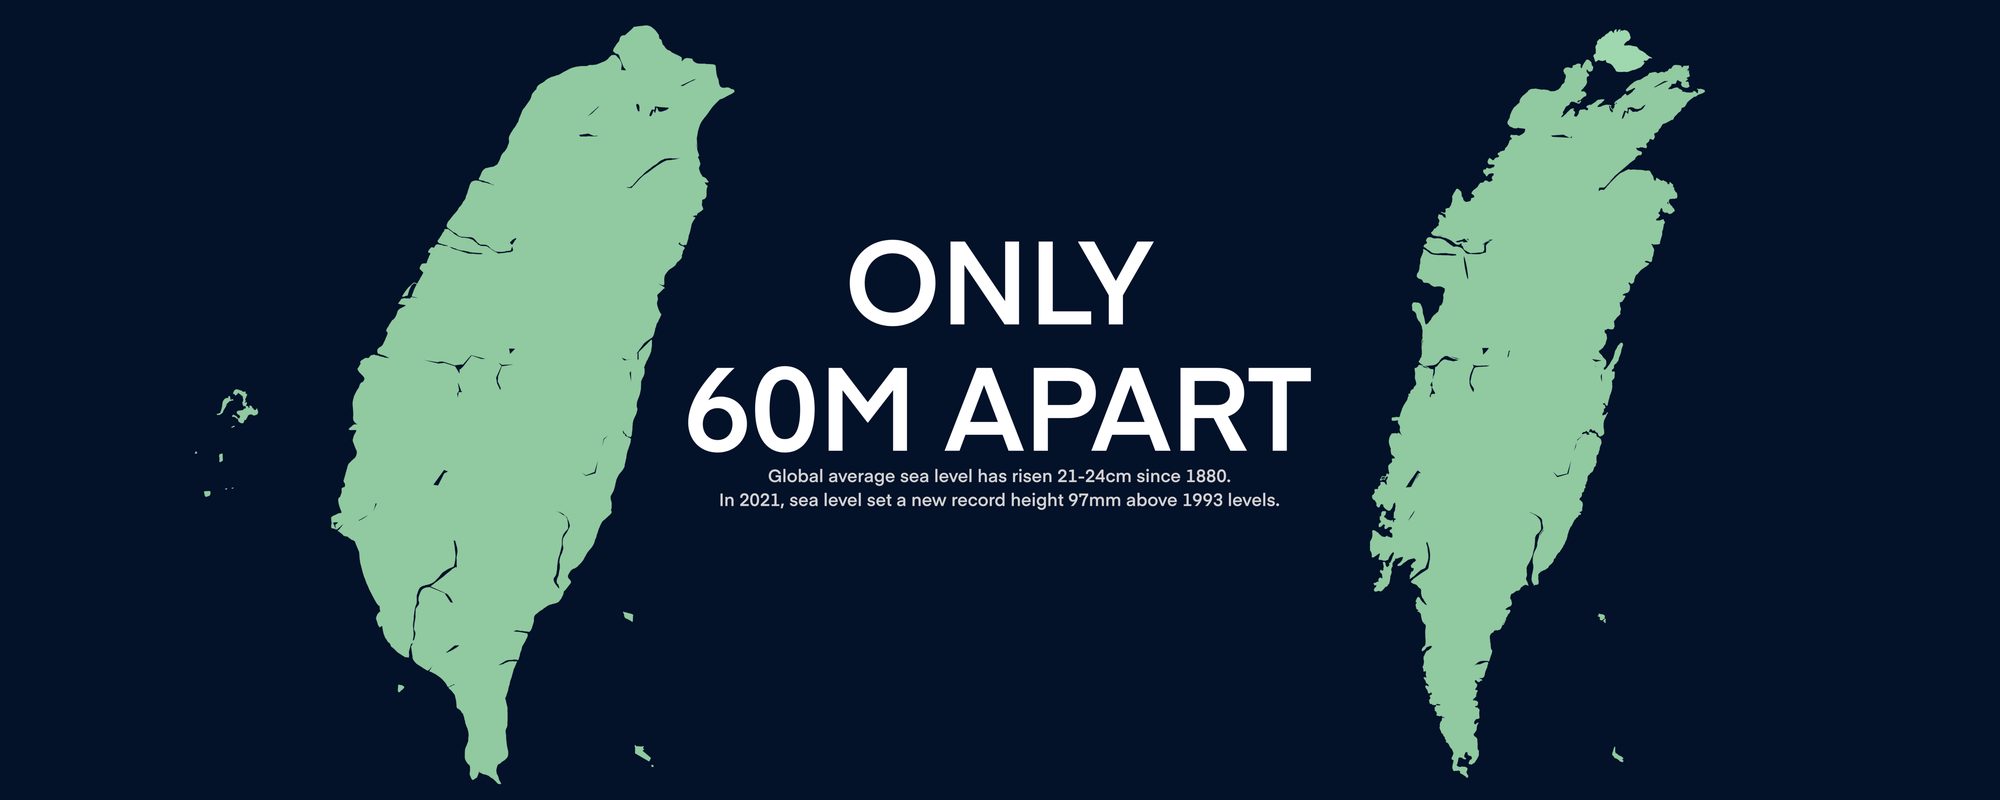 ONLY
60M APART
Global average sea level has risen 21-24cm since 1880.
In 2021, sea level set a new record height 97mm above 1993 levels.